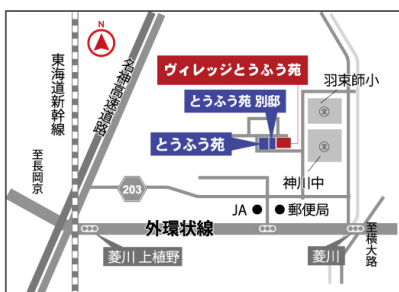 N
東海道新幹線
名神高速道路
ヴィレッジとうふう苑
とうふう苑 別邸
とうふう苑
羽束師小
文
文
神川中
至長岡京
203
JA
郵便局
外環状線
菱川 上植野
菱川
至横大路